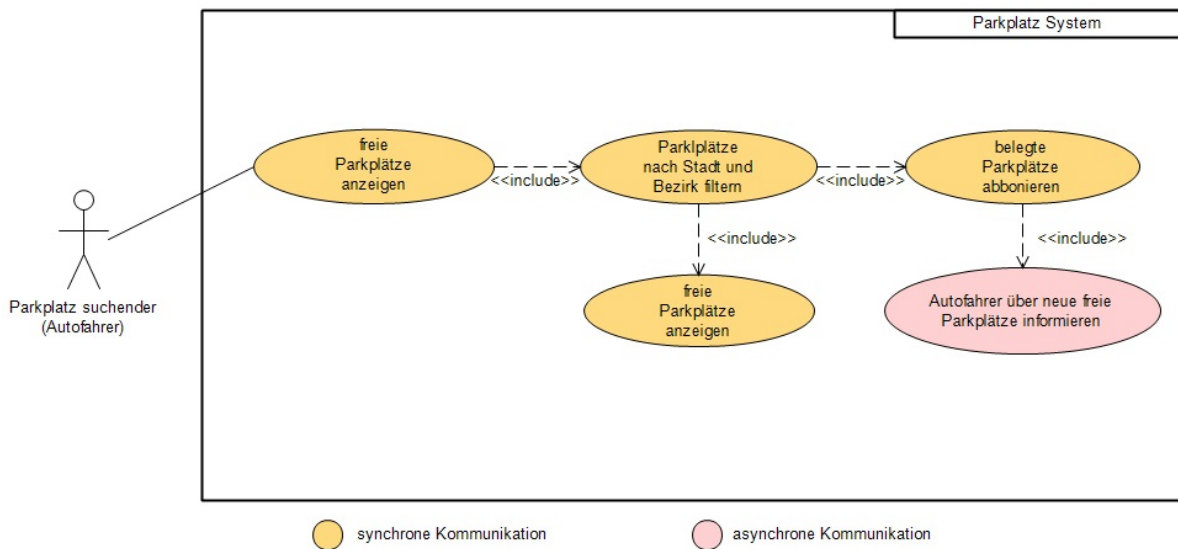 Parkplatz System
freie
Parkplätze
anzeigen
<<include>>
Parklplätze
nach Stadt und
Bezirk filtern
<<include>>
belegte
Parkplätze
abbonieren
<<include>>
<<include>>
Parkplatz suchender
(Autofahrer)
freie
Parkplätze
anzeigen
Autofahrer über neue freie
Parkplätze informieren
synchrone Kommunikation
asynchrone Kommunikation